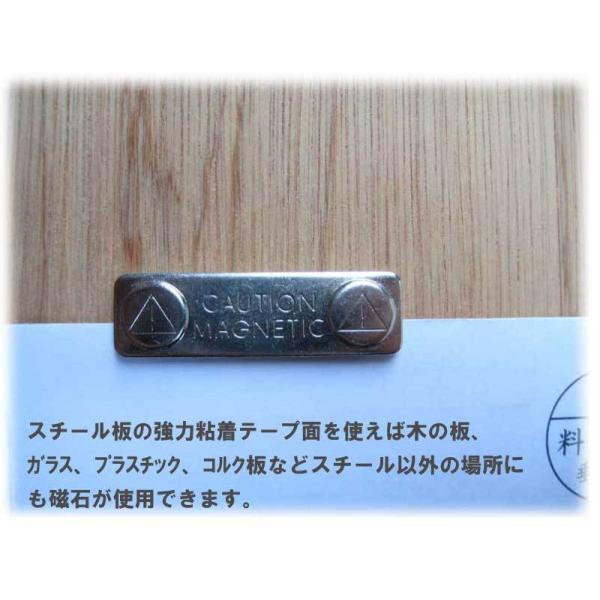 CAUTION
MAGNETIC
スチール板の強力粘着テープ面を使えば木の板、
ガラス、プラスチック、コルク板などスチール以外の場所に
も磁石が使用できます。
料